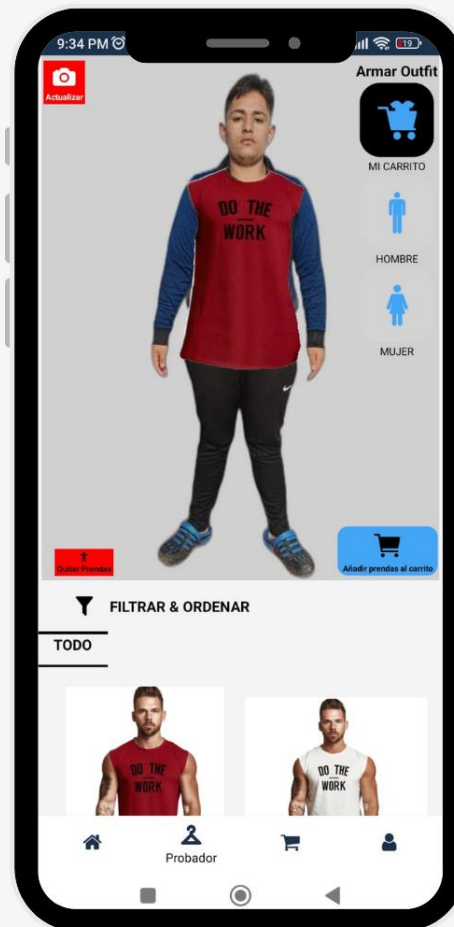 9:34 PM
19
Actualizar
Armar Outfit
MI CARRITO
HOMBRE
MUJER
DO THE
WORK
Quitar Prendas
Añadir prendas al carrito
FILTRAR & ORDENAR
TODO
DO THE
WORK
DO THE
WORK
Probador